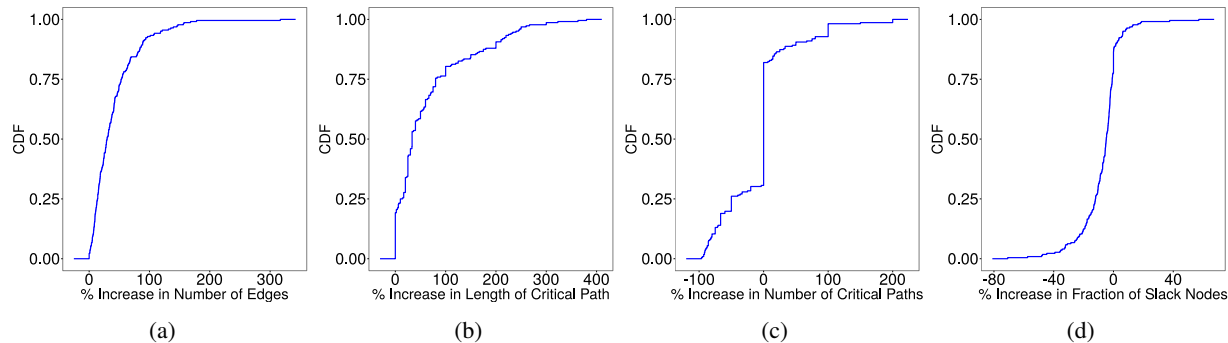 CDF
1.00
0.75
0.50
0.25
0.00
0 100 200 300
% Increase in Number of Edges
(a)
CDF
1.00
0.75
0.50
0.25
0.00
0 100 200 300 400
% Increase in Length of Critical Path
(b)
CDF
1.00
0.75
0.50
0.25
0.00
-100 0 100 200
% Increase in Number of Critical Paths
(c)
CDF
1.00
0.75
0.50
0.25
0.00
-80 -40 0 40
% Increase in Fraction of Slack Nodes
(d)